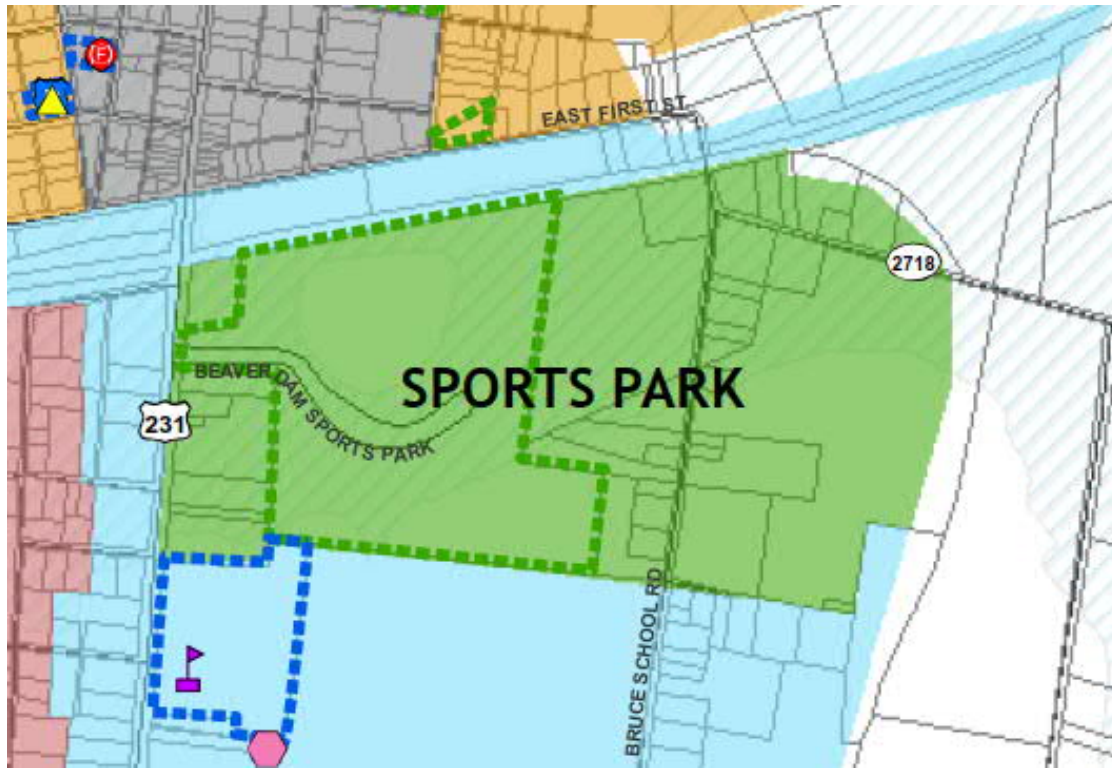 (F)
EAST FIRST ST
2718
BEAVER DAM SPORTS PARK
SPORTS PARK
231
BRUCE SCHOOL RD